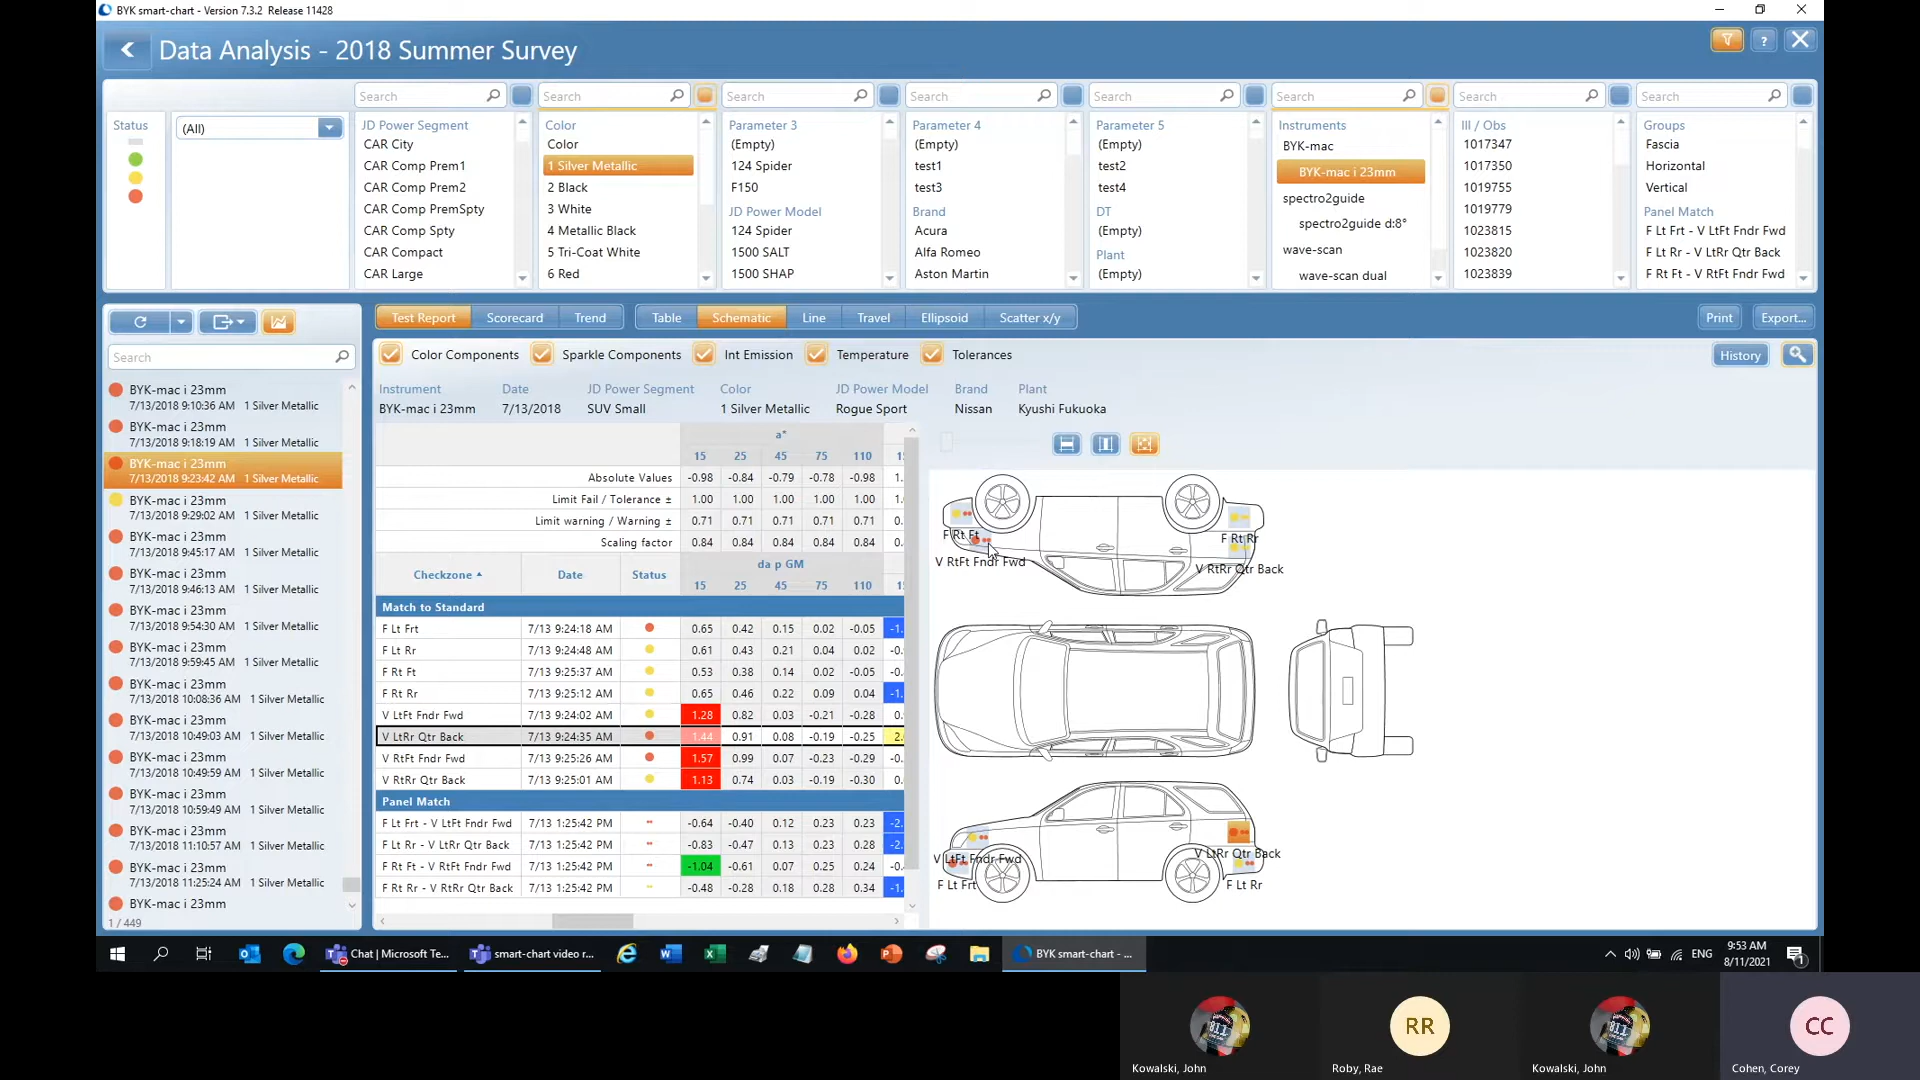 BYK smart-chart - Version 7.3.2 Release 11428
Data Analysis - 2018 Summer Survey
?
Search Search Search Search Search Search Search Search
Status
(All)
JD Power Segment
CAR City
CAR Comp Prem1
CAR Comp Prem2
CAR Comp PremSpty
CAR Comp Spty
CAR Compact
CAR Large
Color
Color
1 Silver Metallic
2 Black
3 White
4 Metallic Black
5 Tri-Coat White
6 Red
Parameter 3
(Empty)
124 Spider
F150
JD Power Model
124 Spider
1500 SALT
1500 SHAP
Parameter 4
(Empty)
test1
test3
Brand
Acura
Alfa Romeo
Aston Martin
Parameter 5
(Empty)
test2
test4
DT
(Empty)
Plant
(Empty)
Instruments
BYK-mac
BYK-mac i 23mm
spectro2guide
spectro2guide d:8°
wave-scan
wave-scan dual
Ill / Obs
1017347
1017350
1019755
1019779
1023815
1023820
1023839
Groups
Fascia
Horizontal
Vertical
Panel Match
F Lt Frt - V LtFt Fndr Fwd
F Lt Rr - V LtRr Qtr Back
F Rt Ft - V RtFt Fndr Fwd
Test Report Scorecard Trend Table Schematic Line Travel Ellipsoid Scatter x/y Print Export...
Search
BYK-mac i 23mm
7/13/2018 9:10:36 AM 1 Silver Metallic
BYK-mac i 23mm
7/13/2018 9:18:19 AM 1 Silver Metallic
BYK-mac i 23mm
7/13/2018 9:23:42 AM 1 Silver Metallic
BYK-mac i 23mm
7/13/2018 9:29:02 AM 1 Silver Metallic
BYK-mac i 23mm
7/13/2018 9:45:17 AM 1 Silver Metallic
BYK-mac i 23mm
7/13/2018 9:46:13 AM 1 Silver Metallic
BYK-mac i 23mm
7/13/2018 9:54:30 AM 1 Silver Metallic
BYK-mac i 23mm
7/13/2018 9:59:45 AM 1 Silver Metallic
BYK-mac i 23mm
7/13/2018 10:08:36 AM 1 Silver Metallic
BYK-mac i 23mm
7/13/2018 10:49:03 AM 1 Silver Metallic
BYK-mac i 23mm
7/13/2018 10:49:59 AM 1 Silver Metallic
BYK-mac i 23mm
7/13/2018 10:59:49 AM 1 Silver Metallic
BYK-mac i 23mm
7/13/2018 11:10:57 AM 1 Silver Metallic
BYK-mac i 23mm
7/13/2018 11:25:24 AM 1 Silver Metallic
BYK-mac i 23mm
1 / 449
Color Components Sparkle Components Int Emission Temperature Tolerances History
Instrument Date JD Power Segment Color JD Power Model Brand Plant
BYK-mac i 23mm 7/13/2018 SUV Small 1 Silver Metallic Rogue Sport Nissan Kyushi Fukuoka
a*
15 25 45 75 110
Absolute Values -0.98 -0.84 -0.79 -0.78 -0.98
Limit Fail / Tolerance ± 1.00 1.00 1.00 1.00 1.00
Limit warning / Warning ± 0.71 0.71 0.71 0.71 0.71
Scaling factor 0.84 0.84 0.84 0.84 0.84
da p GM
Checkzone Date Status 15 25 45 75 110
Match to Standard
F Lt Frt 7/13 9:24:18 AM 0.65 0.42 0.15 0.02 -0.05
F Lt Rr 7/13 9:24:48 AM 0.61 0.43 0.21 0.04 0.02
F Rt Ft 7/13 9:25:37 AM 0.53 0.38 0.14 0.02 -0.05
F Rt Rr 7/13 9:25:12 AM 0.65 0.46 0.22 0.09 0.04
V LtFt Fndr Fwd 7/13 9:24:02 AM 1.28 0.82 0.03 -0.21 -0.28
V LtRr Qtr Back 7/13 9:24:35 AM 1.44 0.91 0.08 -0.19 -0.25
V RtFt Fndr Fwd 7/13 9:25:26 AM 1.57 0.99 0.07 -0.23 -0.29
V RtRr Qtr Back 7/13 9:25:01 AM 1.13 0.74 0.03 -0.19 -0.30
Panel Match
F Lt Frt - V LtFt Fndr Fwd 7/13 1:25:42 PM -0.64 -0.40 0.12 0.23 0.23
F Lt Rr - V LtRr Qtr Back 7/13 1:25:42 PM -0.83 -0.47 0.13 0.23 0.28
F Rt Ft - V RtFt Fndr Fwd 7/13 1:25:42 PM -1.04 -0.61 0.07 0.25 0.24
F Rt Rr - V RtRr Qtr Back 7/13 1:25:42 PM -0.48 -0.28 0.18 0.28 0.34
F Rt Ft
F Rt Rr
V RtFt Fndr Fwd
V RtRr Qtr Back
V LtFt Fndr Fwd
V LtRr Qtr Back
F Lt Frt
F Lt Rr
Chat | Microsoft Te...
smart-chart video r...
BYK smart-chart - ...
ENG
9:53 AM
8/11/2021
1
RR
CC
Kowalski, John
Roby, Rae
Kowalski, John
Cohen, Corey